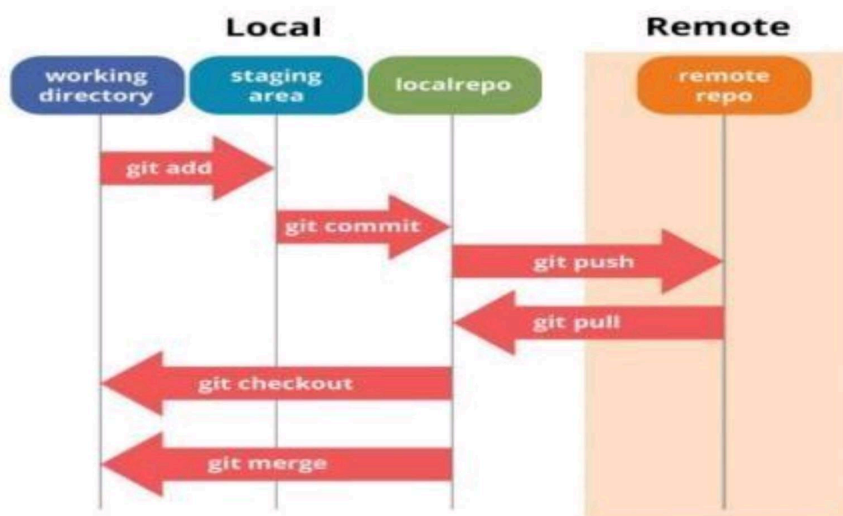 Local
Remote
working
directory
staging
area
localrepo
remote
repo
git add
git commit
git push
git pull
git checkout
git merge